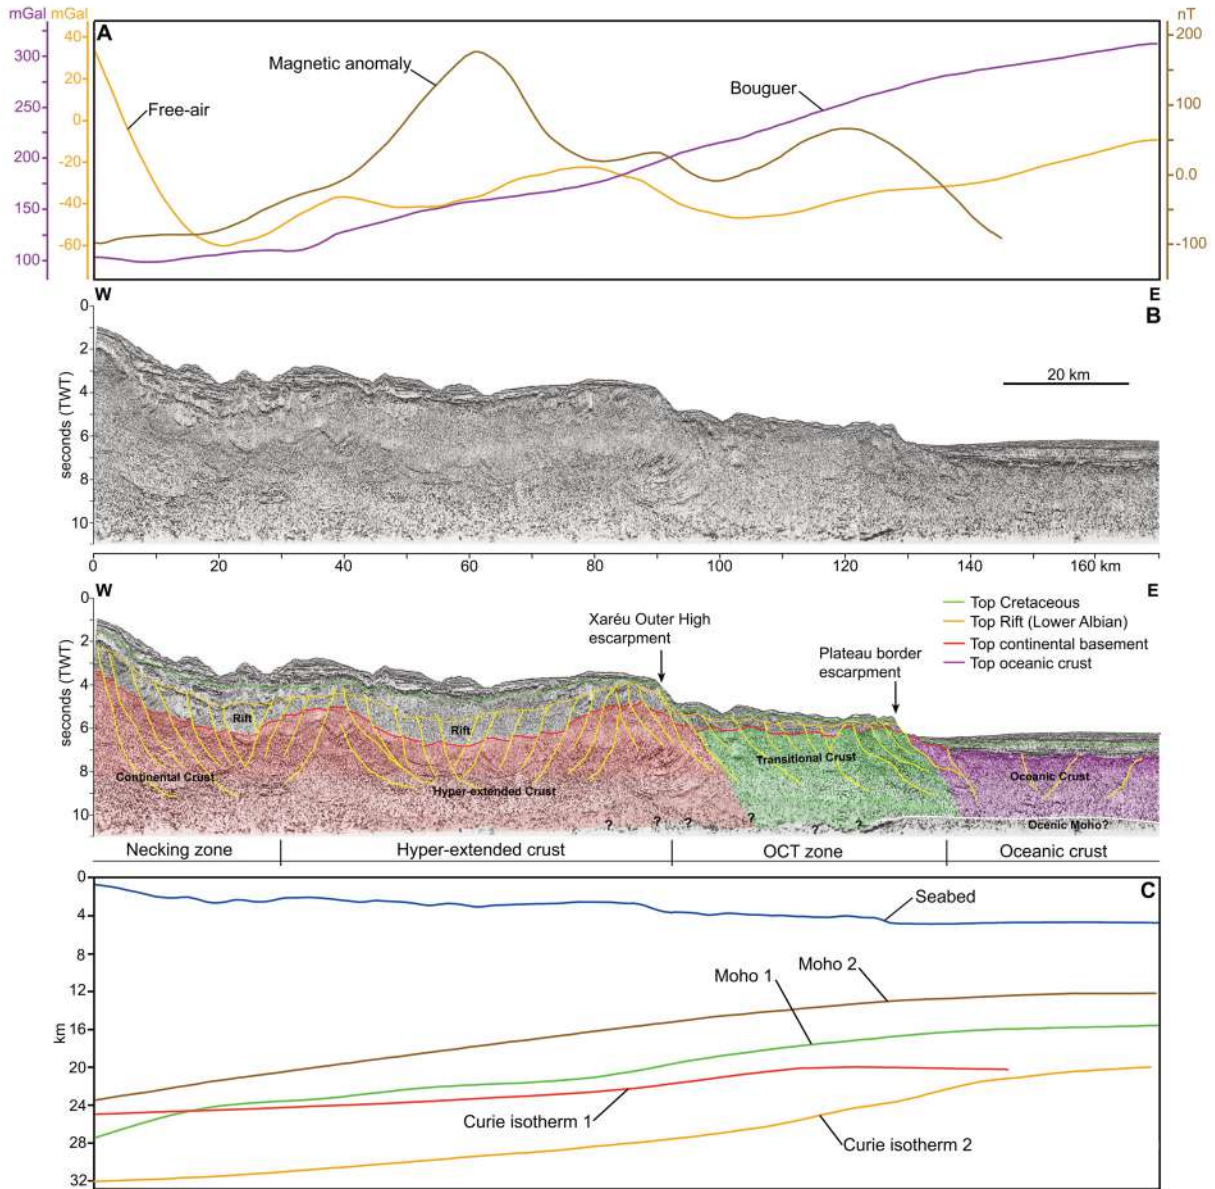 mGal mGal nT
A
300
250
200
150
100
40
20
0
-20
-40
-60
200
100
0.0
-100
Free-air
Magnetic anomaly
Bouguer
W E
B
0
2
4
6
8
10
seconds (TWT)
20 km
0 20 40 60 80 100 120 140 160 km
W E
0
2
4
6
8
10
seconds (TWT)
Xaréu Outer High
escarpment
Plateau border
escarpment
Top Cretaceous
Top Rift (Lower Albian)
Top continental basement
Top oceanic crust
Rift
Rift
Continental Crust
Hyper-extended Crust
Transitional Crust
Oceanic Crust
? ? ? ? ? ?
Ocenic Moho?
Necking zone Hyper-extended crust OCT zone Oceanic crust
C
0
4
8
12
16
20
24
28
32
km
Seabed
Moho 1
Moho 2
Curie isotherm 1
Curie isotherm 2